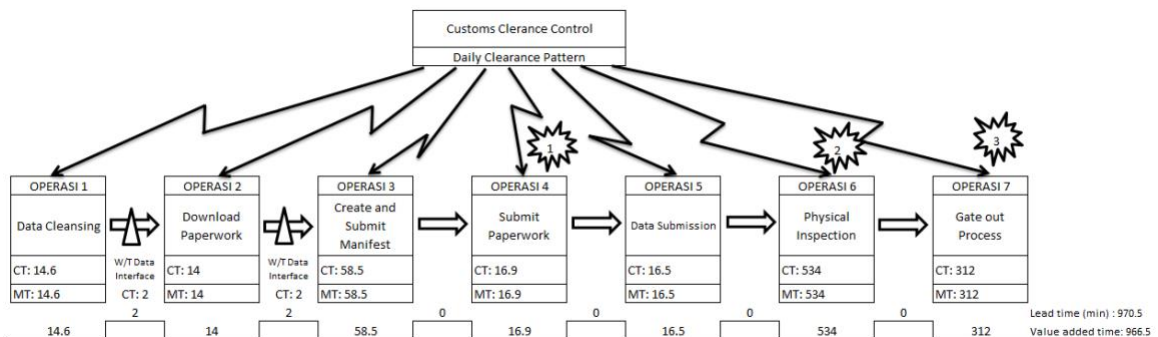 Customs Clerance Control
Daily Clearance Pattern
1
2
3
OPERASI 1
OPERASI 2
OPERASI 3
OPERASI 4
OPERASI 5
OPERASI 6
OPERASI 7
Data Cleansing
Download
Paperwork
Create and
Submit
Manifest
Submit
Paperwork
Data Submission
Physical
Inspection
Gate out
Process
W/T Data
Interface
CT: 2
W/T Data
Interface
CT: 2
CT: 14.6
MT: 14.6
CT: 14
MT: 14
CT: 58.5
MT: 58.5
CT: 16.9
MT: 16.9
CT: 16.5
MT: 16.5
CT: 534
MT: 534
CT: 312
MT: 312
2
2
0
0
0
0
Lead time (min) : 970.5
14.6
14
58.5
16.9
16.5
534
312
Value added time: 966.5